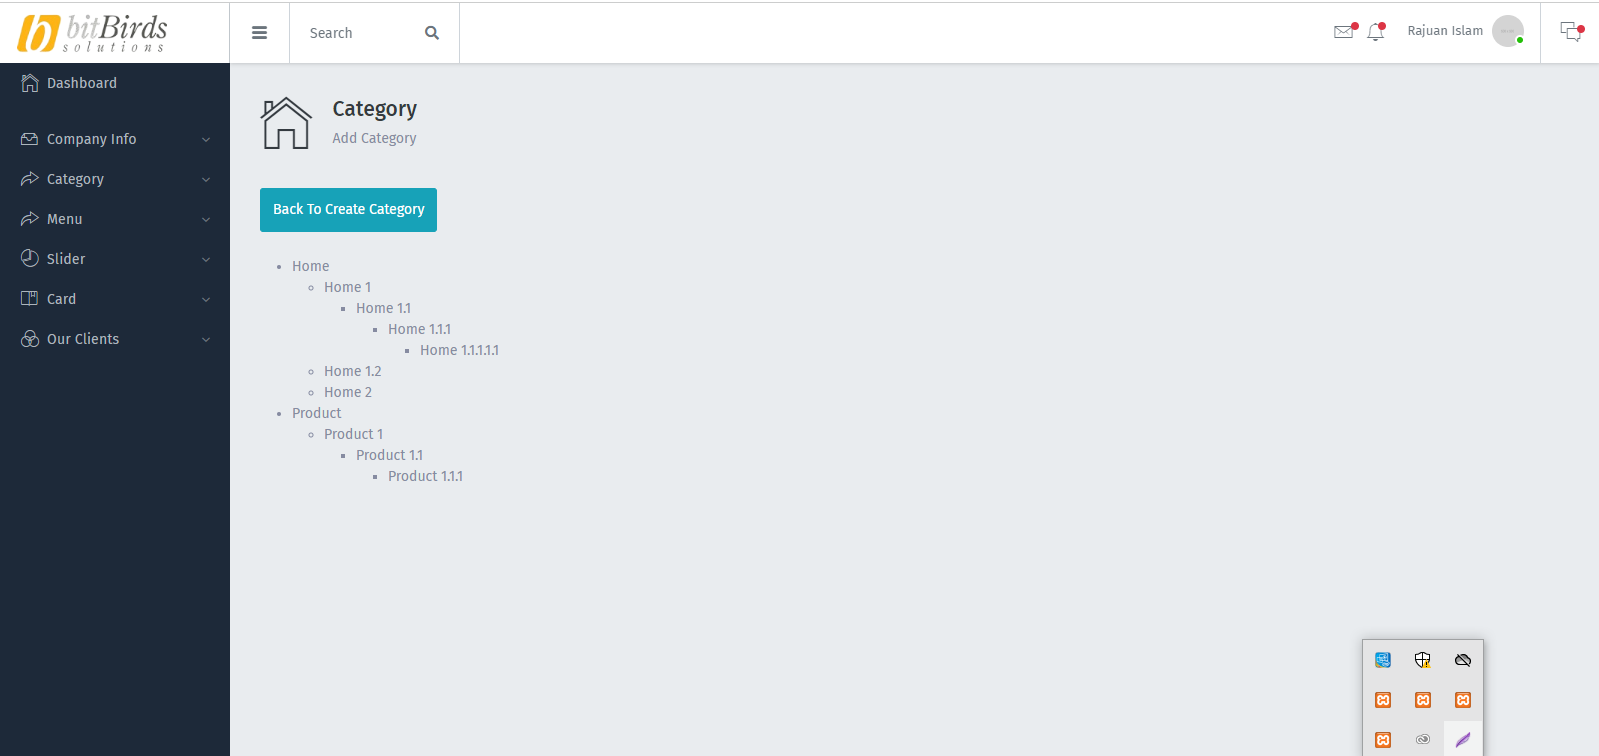 bitBirds
solutions
Search
Rajuan Islam
Dashboard
Company Info
Category
Menu
Slider
Card
Our Clients
Category
Add Category
Back To Create Category
Home
Home 1
Home 1.1
Home 1.1.1
Home 1.1.1.1.1
Home 1.2
Home 2
Product
Product 1
Product 1.1
Product 1.1.1